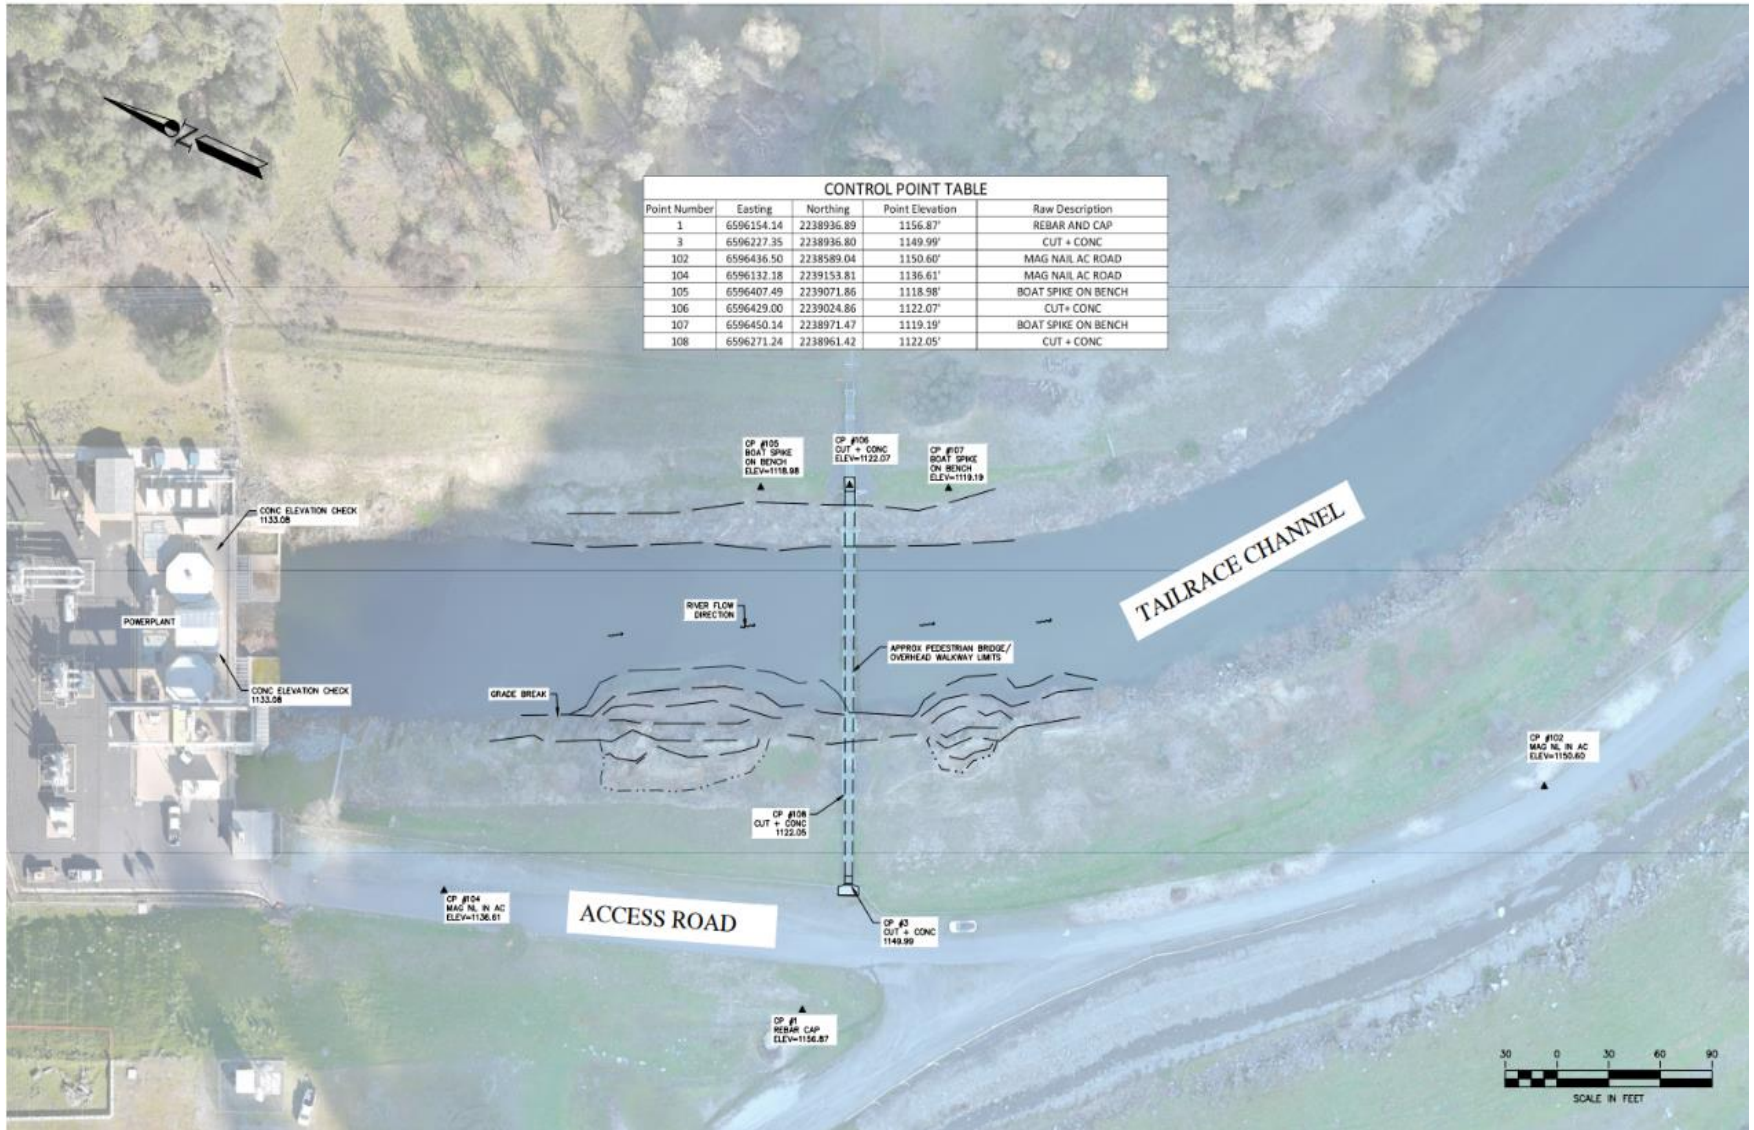 N
CONTROL POINT TABLE
Point Number Easting Northing Point Elevation Raw Description
1 6596154.14 2238936.89 1156.87' REBAR AND CAP
3 6596227.35 2238936.80 1149.99' CUT + CONC
102 6596436.50 2238589.04 1150.60' MAG NAIL AC ROAD
104 6596132.18 2239153.81 1136.61' MAG NAIL AC ROAD
105 6596407.49 2239071.86 1118.98' BOAT SPIKE ON BENCH
106 6596429.00 2239024.86 1122.07' CUT+ CONC
107 6596450.14 2238971.47 1119.19' BOAT SPIKE ON BENCH
108 6596271.24 2238961.42 1122.05' CUT + CONC
CP #105
BOAT SPIKE
ON BENCH
ELEV=1118.98
CP #106
CUT + CONC
ELEV=1122.07
CP #107
BOAT SPIKE
ON BENCH
ELEV=1119.19
CONC ELEVATION CHECK
1133.08
TAILRACE CHANNEL
RIVER FLOW
DIRECTION
POWERPLANT
APPROX PEDESTRIAN BRIDGE/
OVERHEAD WALKWAY LIMITS
CONC ELEVATION CHECK
1133.08
GRADE BREAK
CP #102
MAG NL IN AC
ELEV=1150.60
CP #108
CUT + CONC
1122.05
CP #104
MAG NL IN AC
ELEV=1136.61
ACCESS ROAD
CP #3
CUT + CONC
1149.99
CP #1
REBAR CAP
ELEV=1156.87
30 0 30 60 90
SCALE IN FEET